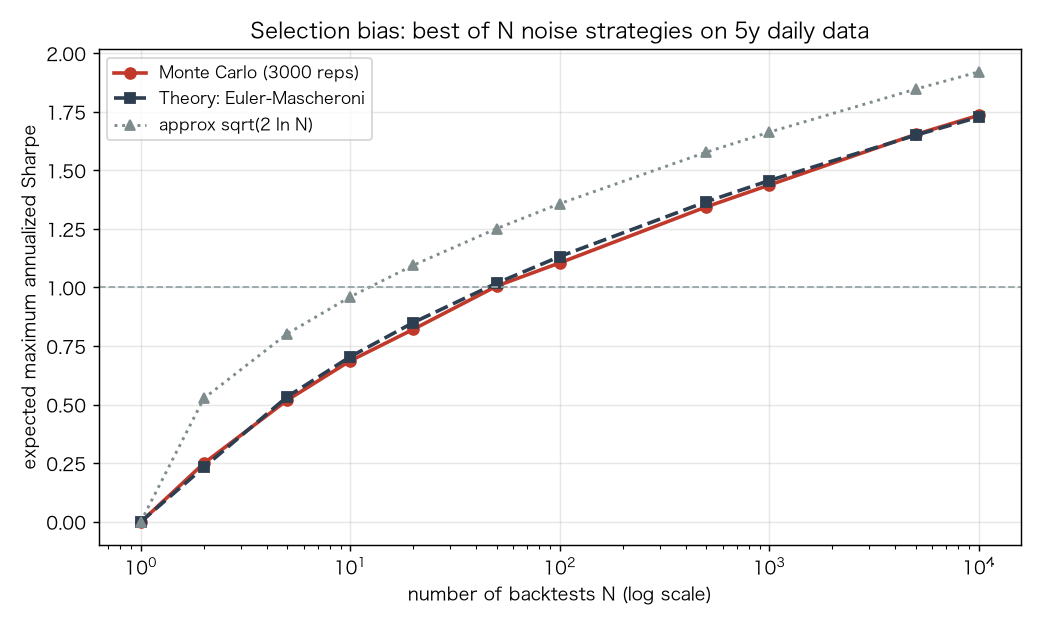 Selection bias: best of N noise strategies on 5y daily data
Monte Carlo (3000 reps)
Theory: Euler-Mascheroni
approx sqrt(2 ln N)
expected maximum annualized Sharpe
2.00
1.75
1.50
1.25
1.00
0.75
0.50
0.25
0.00
10⁰
10¹
10²
10³
10⁴
number of backtests N (log scale)